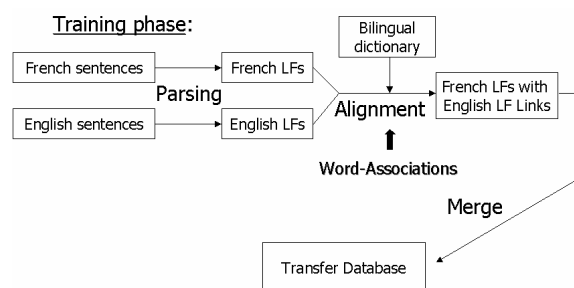 Training phase:
Bilingual
dictionary
French sentences
French LFs
Parsing
English sentences
English LFs
Alignment
French LFs with
English LF Links
Word-Associations
Merge
Transfer Database